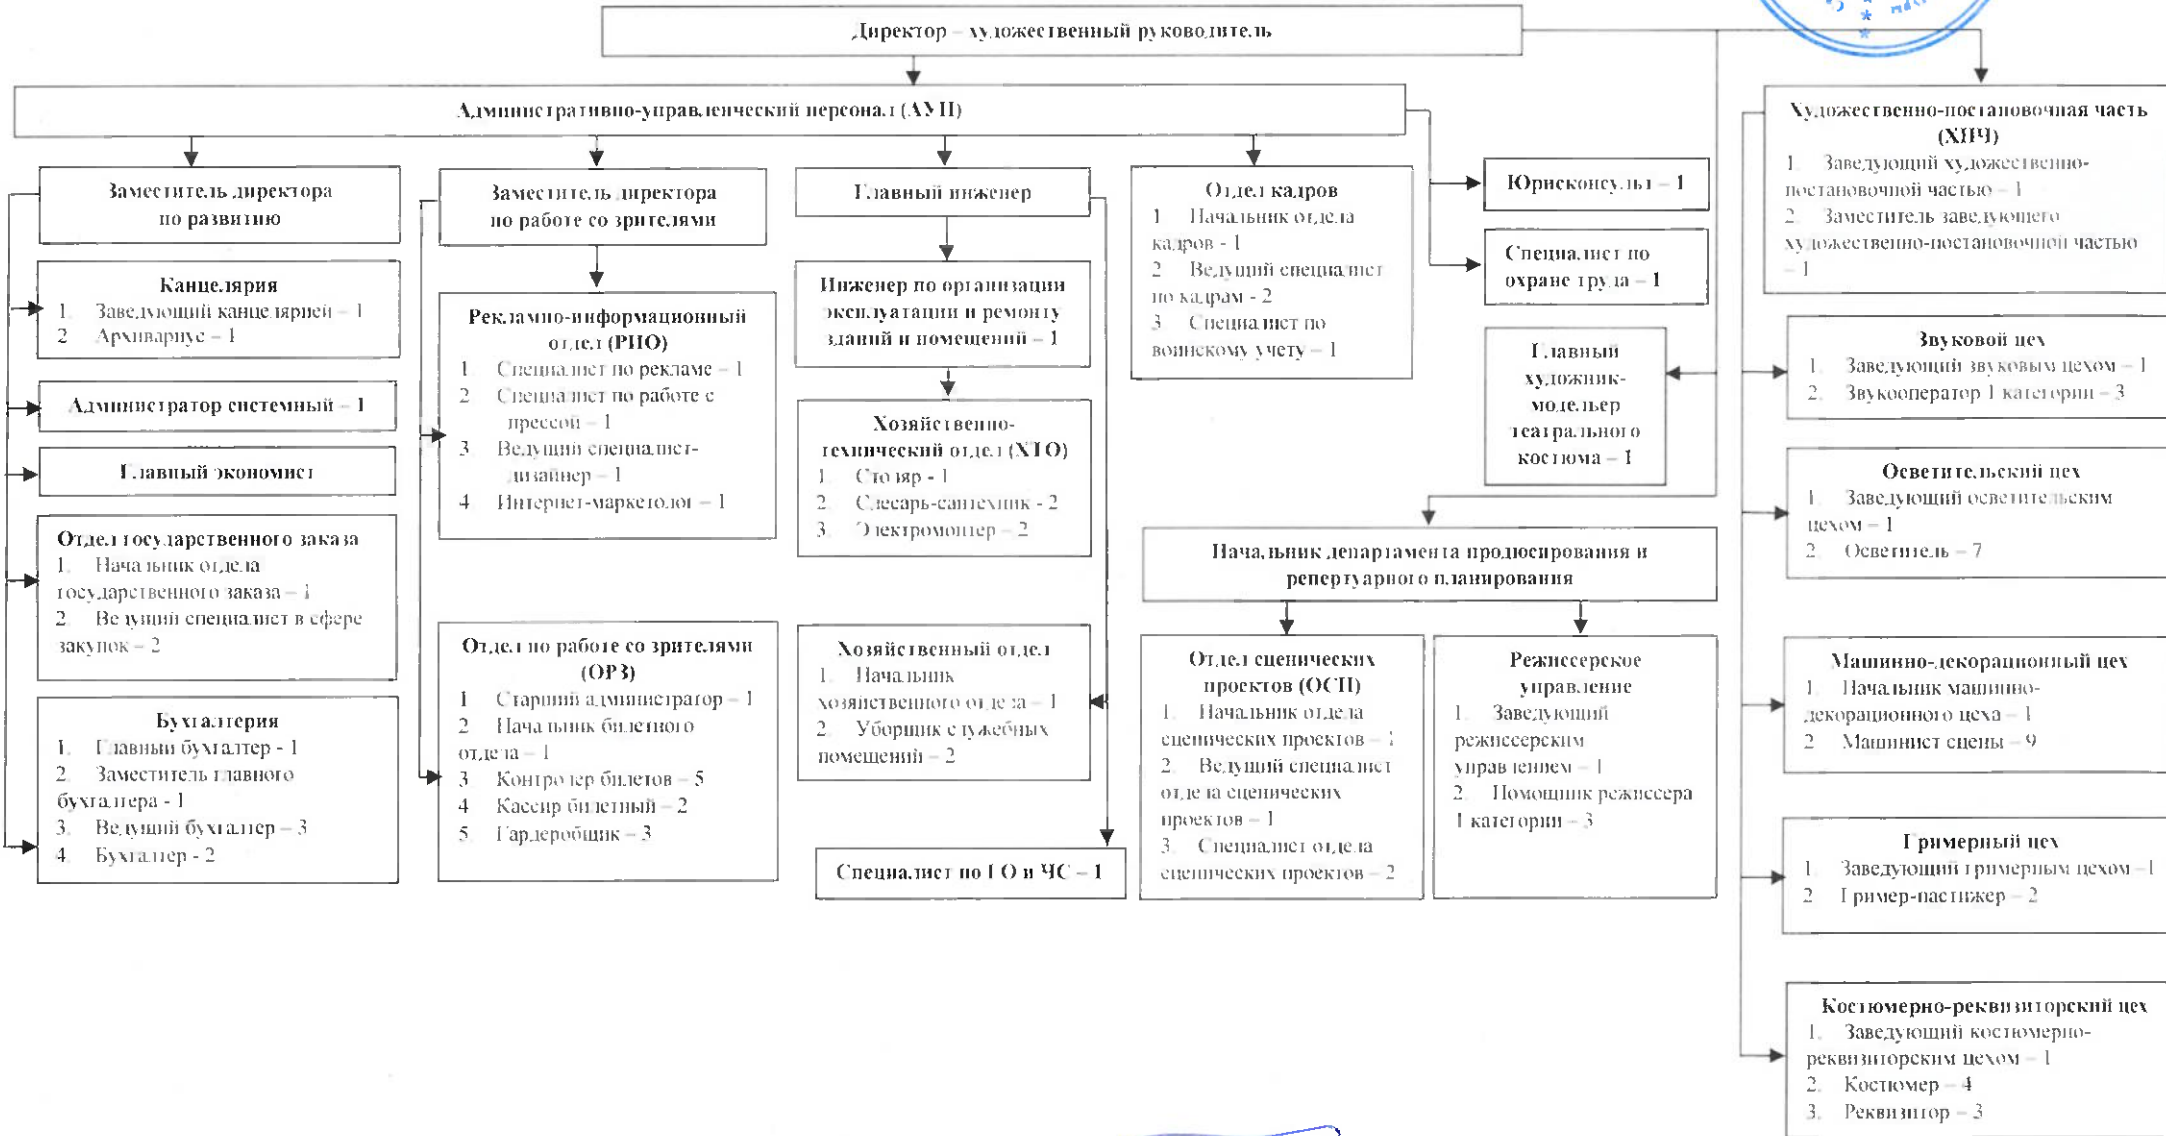 Директор – художественный руководитель
Административно-управленческий персонал (АУП)
Заместитель директора
по развитию
Канцелярия
1. Заведующий канцелярией – 1
2 Архивариус – 1
Администратор системный – 1
Главный экономист
Отдел государственного заказа
1. Начальник отдела
государственного заказа – 1
2. Ведущий специалист в сфере
закупок – 2
Бухгалтерия
1. Главный бухгалтер - 1
2. Заместитель главного
бухгалтера - 1
3. Ведущий бухгалтер – 3
4. Бухгалтер - 2
Заместитель директора
по работе со зрителями
Рекламно-информационный
отдел (РИО)
1 Специалист по рекламе – 1
2 Специалист по работе с
прессой – 1
3 Ведущий специалист-
дизайнер – 1
4 Интернет-маркетолог – 1
Отдел по работе со зрителями
(ОРЗ)
1 Старший администратор – 1
2 Начальник билетного
отдела – 1
3 Контролер билетов – 5
4 Кассир билетный – 2
5 Гардеробщик – 3
Главный инженер
Инженер по организации
эксплуатации и ремонту
зданий и помещений – 1
Хозяйственно-
технический отдел (ХТО)
1. Столяр - 1
2. Слесарь-сантехник - 2
3. Электромонтер – 2
Хозяйственный отдел
1. Начальник
хозяйственного отдела – 1
2. Уборщик служебных
помещений – 2
Специалист по ГО и ЧС – 1
Отдел кадров
1 Начальник отдела
кадров - 1
2 Ведущий специалист
по кадрам - 2
3 Специалист по
воинскому учету – 1
Юрисконсульт – 1
Специалист по
охране труда – 1
Главный
художник-
модельер
театрального
костюма – 1
Начальник департамента продюсирования и
репертуарного планирования
Отдел сценических
проектов (ОСП)
1. Начальник отдела
сценических проектов –
2. Ведущий специалист
отдела сценических
проектов – 1
3. Специалист отдела
сценических проектов – 2
Режиссерское
управление
1. Заведующий
режиссерским
управлением – 1
2. Помощник режиссера
1 категории – 3
Художественно-постановочная часть
(ХПЧ)
1. Заведующий художественно-
постановочной частью – 1
2. Заместитель заведующего
художественно-постановочной частью
– 1
Звуковой цех
1. Заведующий звуковым цехом – 1
2. Звукооператор 1 категории – 3
Осветительский цех
1. Заведующий осветительским
цехом – 1
2. Осветитель – 7
Машинно-декорационный цех
1. Начальник машинно-
декорационного цеха – 1
2 Машинист сцены – 9
Гримерный цех
1. Заведующий гримерным цехом –1
2 Гример-пастижер – 2
Костюмерно-реквизиторский цех
1. Заведующий костюмерно-
реквизиторским цехом – 1
2. Костюмер – 4
3. Реквизитор – 3